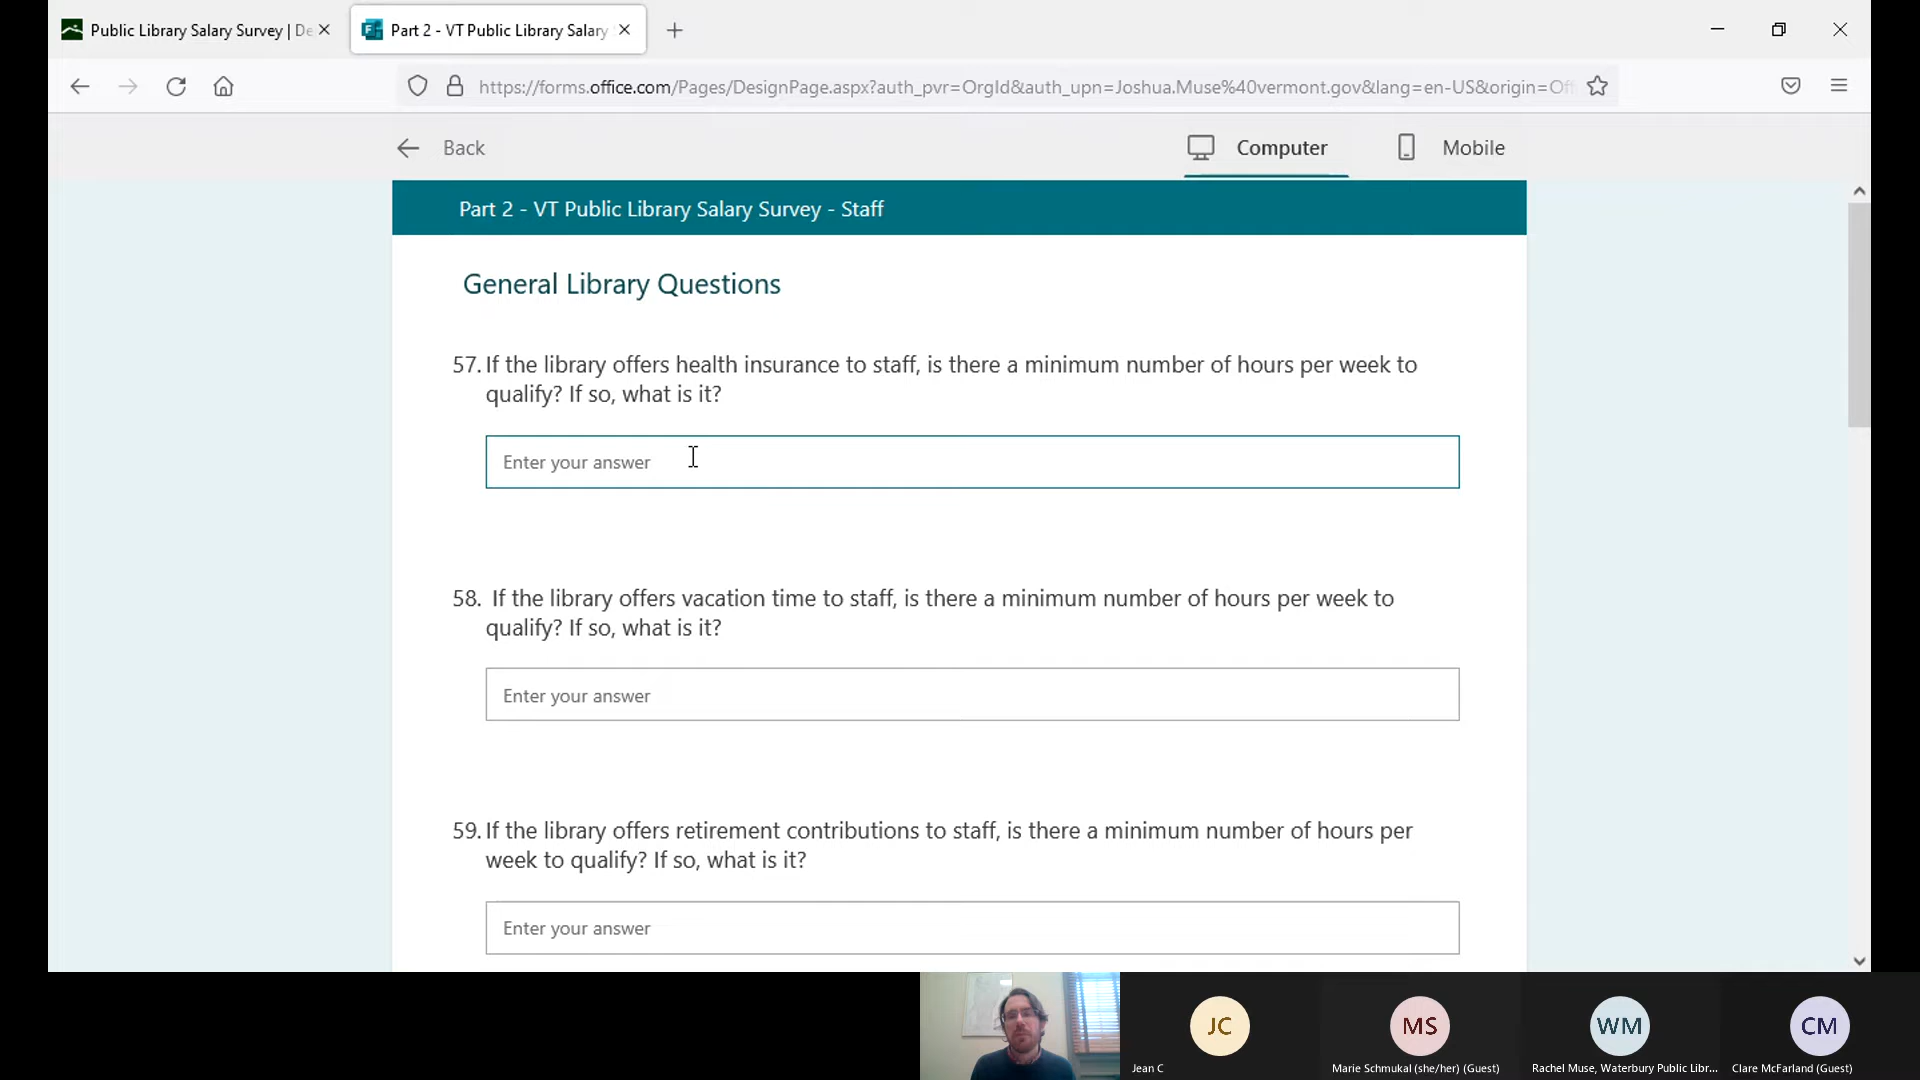 Public Library Salary Survey | De
Part 2 - VT Public Library Salary
https://forms.office.com/Pages/DesignPage.aspx?auth_pvr=OrgId&auth_upn=Joshua.Muse%40vermont.gov&lang=en-US&origin=Off
Back
Computer
Mobile
Part 2 - VT Public Library Salary Survey - Staff
General Library Questions
57. If the library offers health insurance to staff, is there a minimum number of hours per week to
qualify? If so, what is it?
Enter your answer
58. If the library offers vacation time to staff, is there a minimum number of hours per week to
qualify? If so, what is it?
Enter your answer
59. If the library offers retirement contributions to staff, is there a minimum number of hours per
week to qualify? If so, what is it?
Enter your answer
JC
MS
WM
CM
Jean C
Marie Schmukal (she/her) (Guest)
Rachel Muse, Waterbury Public Libr...
Clare McFarland (Guest)